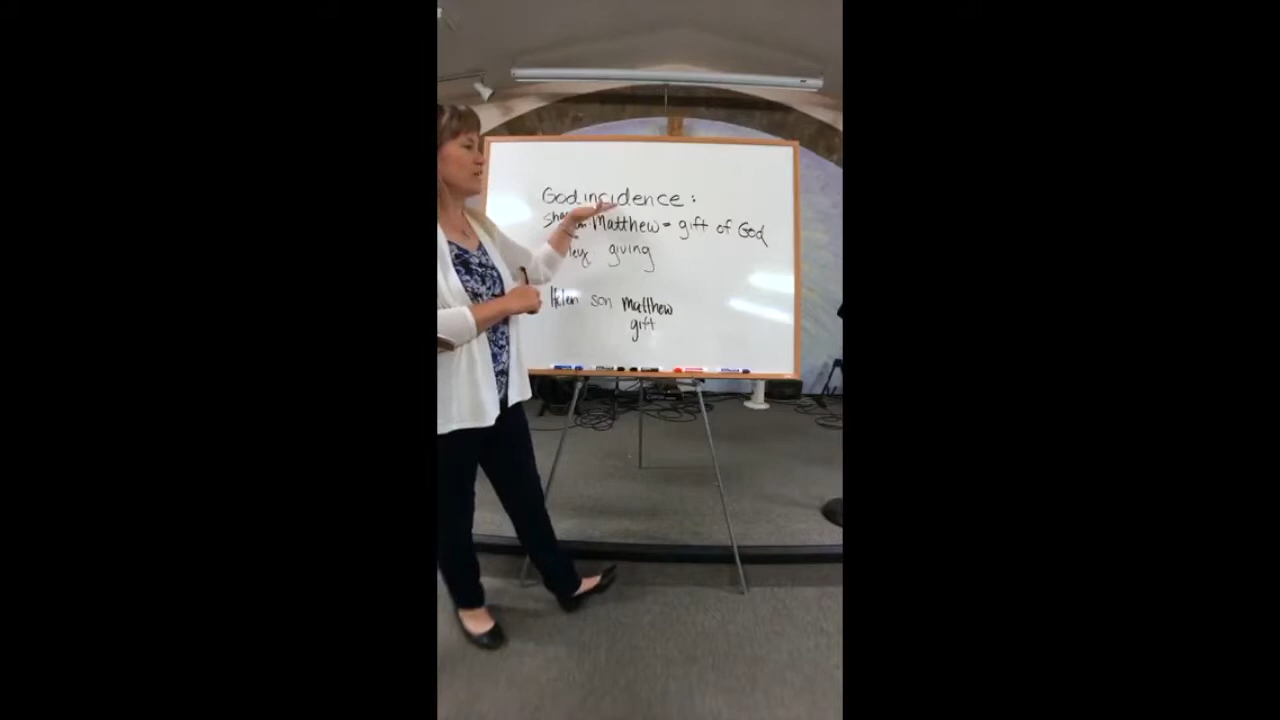 Godincidence:
Matthew = gift of God
giving
Helen son Matthew
gift